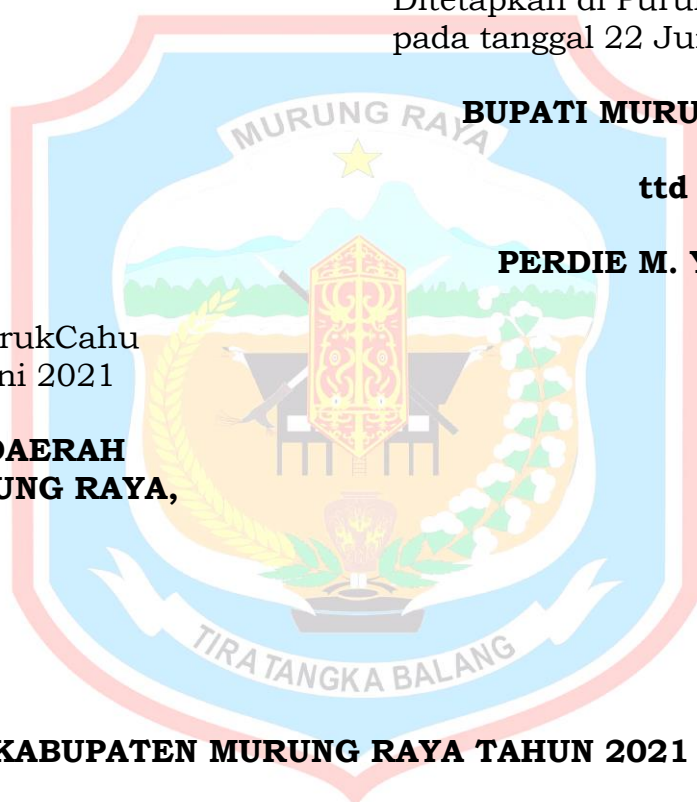 Ditetapkan di Puruk
pada tanggal 22 Jun
BUPATI MURU
ttd
PERDIE M. Y
rukCahu
ni 2021
DAERAH
UNG RAYA,
MURUNG RAYA
TIRA TANGKA BALANG
KABUPATEN MURUNG RAYA TAHUN 2021